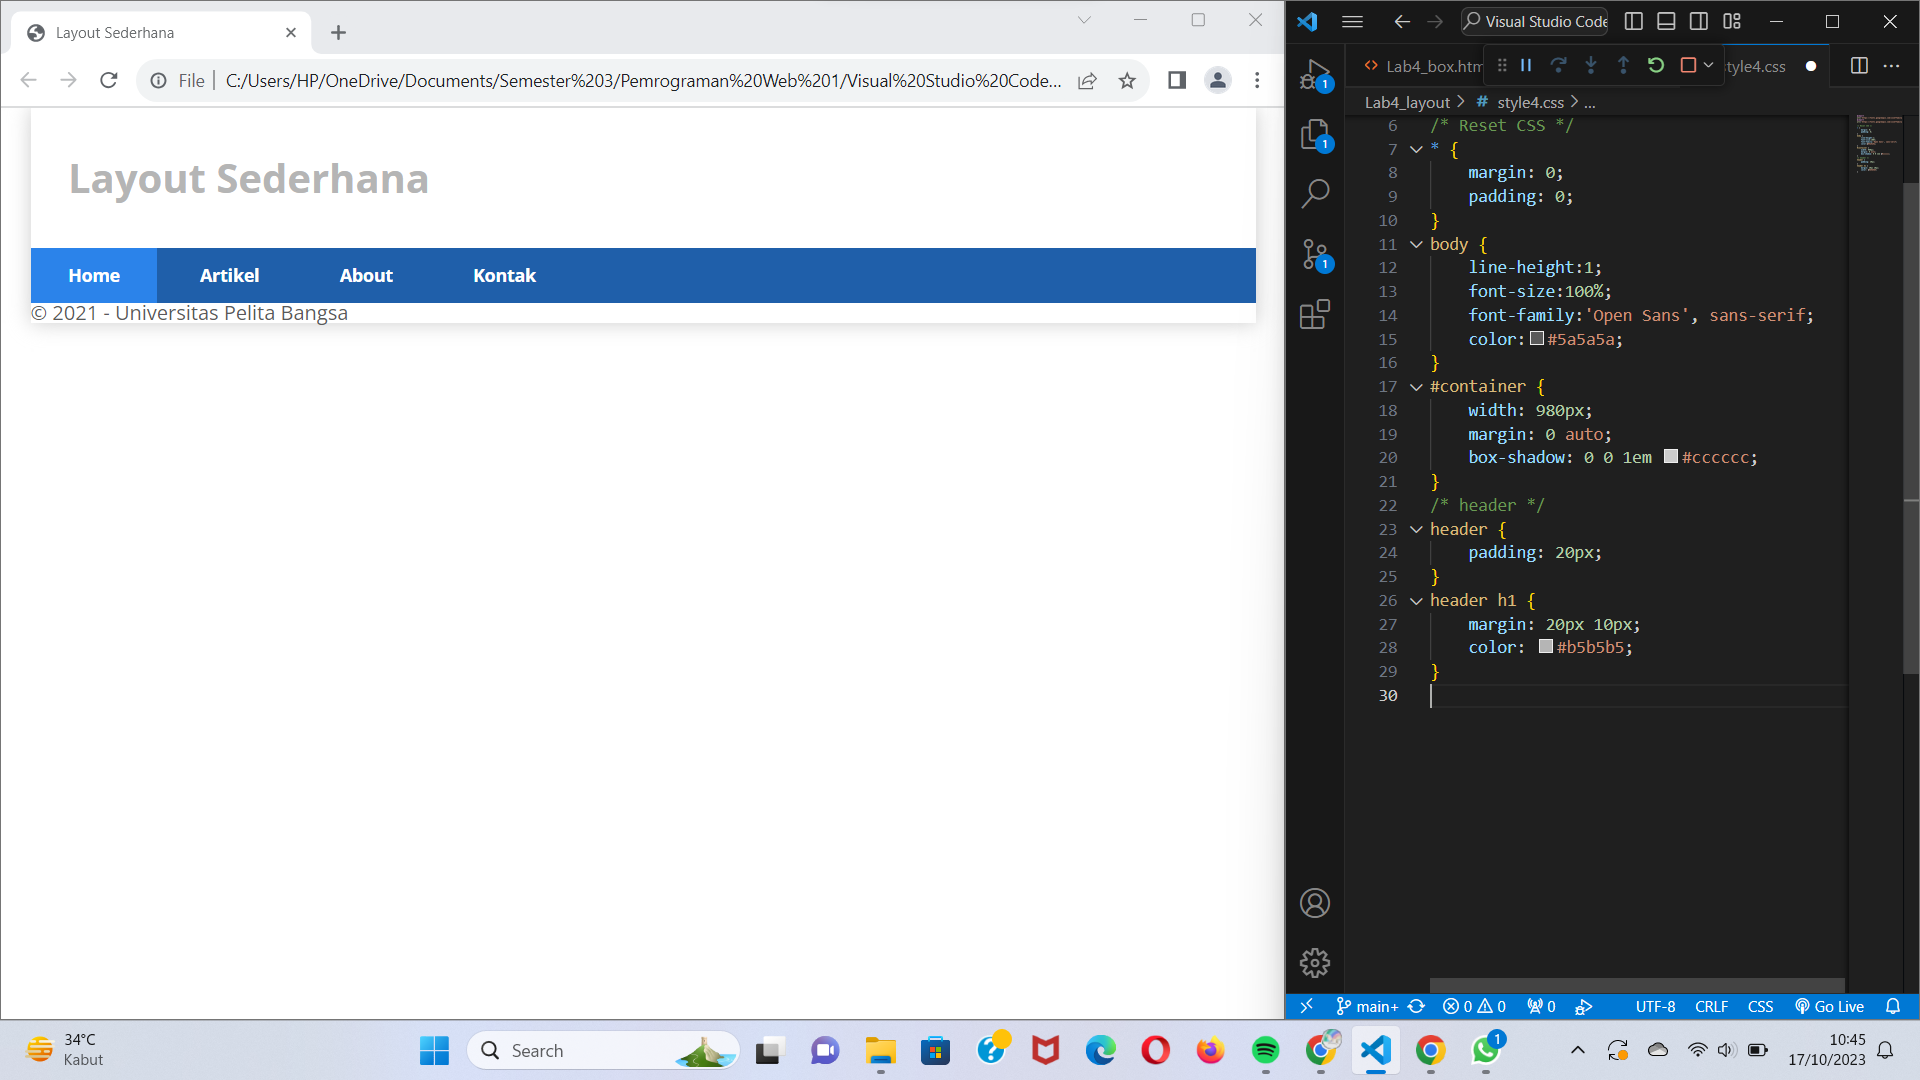 Layout Sederhana
File
C:/Users/HP/OneDrive/Documents/Semester%203/Pemrograman%20Web%201/Visual%20Studio%20Code...
Layout Sederhana
Home
Artikel
About
Kontak
© 2021 - Universitas Pelita Bangsa
Visual Studio Code
Lab4_box.htm
style4.css
1
Lab4_layout > # style4.css > ...
1
1
6 /* Reset CSS */
7 * {
8 margin: 0;
9 padding: 0;
10 }
11 body {
12 line-height:1;
13 font-size:100%;
14 font-family:'Open Sans', sans-serif;
15 color:#5a5a5a;
16 }
17 #container {
18 width: 980px;
19 margin: 0 auto;
20 box-shadow: 0 0 1em #cccccc;
21 }
22 /* header */
23 header {
24 padding: 20px;
25 }
26 header h1 {
27 margin: 20px 10px;
28 color: #b5b5b5;
29 }
30
main+
0
0
0
UTF-8
CRLF
CSS
Go Live
34°C
Kabut
Search
1
10:45
17/10/2023